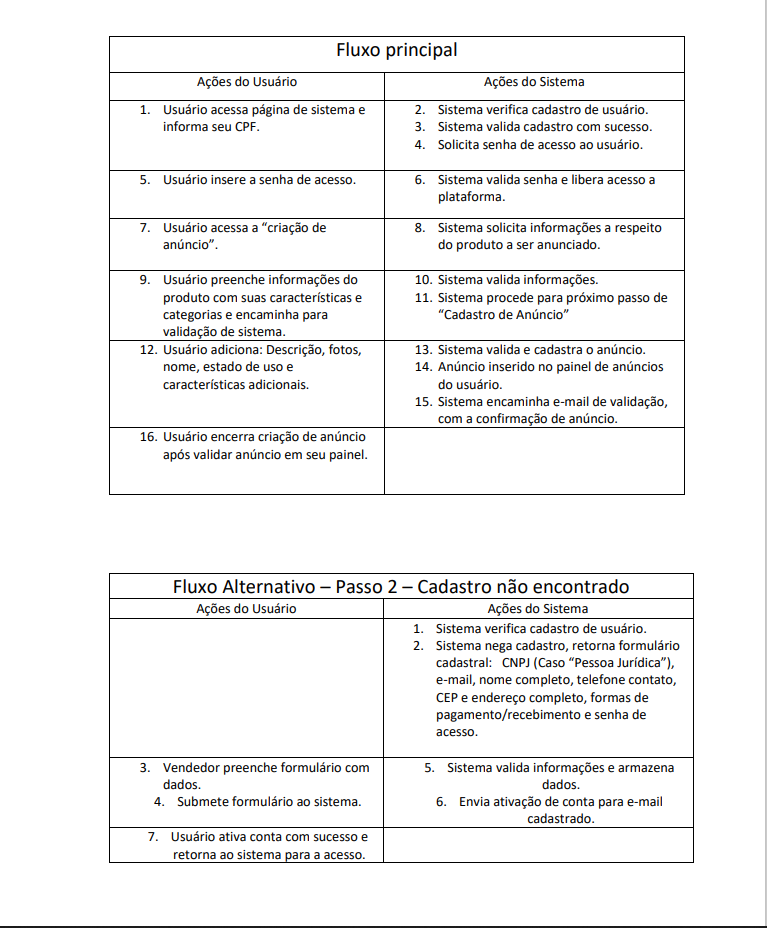 Fluxo principal
Ações do Usuário
Ações do Sistema
1. Usuário acessa página de sistema e
informa seu CPF.
2. Sistema verifica cadastro de usuário.
3. Sistema valida cadastro com sucesso.
4. Solicita senha de acesso ao usuário.
5. Usuário insere a senha de acesso.
6. Sistema valida senha e libera acesso a
plataforma.
7. Usuário acessa a “criação de
anúncio”.
8. Sistema solicita informações a respeito
do produto a ser anunciado.
9. Usuário preenche informações do
produto com suas características e
categorias e encaminha para
validação de sistema.
10. Sistema valida informações.
11. Sistema procede para próximo passo de
“Cadastro de Anúncio”
12. Usuário adiciona: Descrição, fotos,
nome, estado de uso e
características adicionais.
13. Sistema valida e cadastra o anúncio.
14. Anúncio inserido no painel de anúncios
do usuário.
15. Sistema encaminha e-mail de validação,
com a confirmação de anúncio.
16. Usuário encerra criação de anúncio
após validar anúncio em seu painel.
Fluxo Alternativo – Passo 2 – Cadastro não encontrado
Ações do Usuário
Ações do Sistema
1. Sistema verifica cadastro de usuário.
2. Sistema nega cadastro, retorna formulário
cadastral: CNPJ (Caso “Pessoa Jurídica”),
e-mail, nome completo, telefone contato,
CEP e endereço completo, formas de
pagamento/recebimento e senha de
acesso.
3. Vendedor preenche formulário com
dados.
4. Submete formulário ao sistema.
5. Sistema valida informações e armazena
dados.
6. Envia ativação de conta para e-mail
cadastrado.
7. Usuário ativa conta com sucesso e
retorna ao sistema para a acesso.